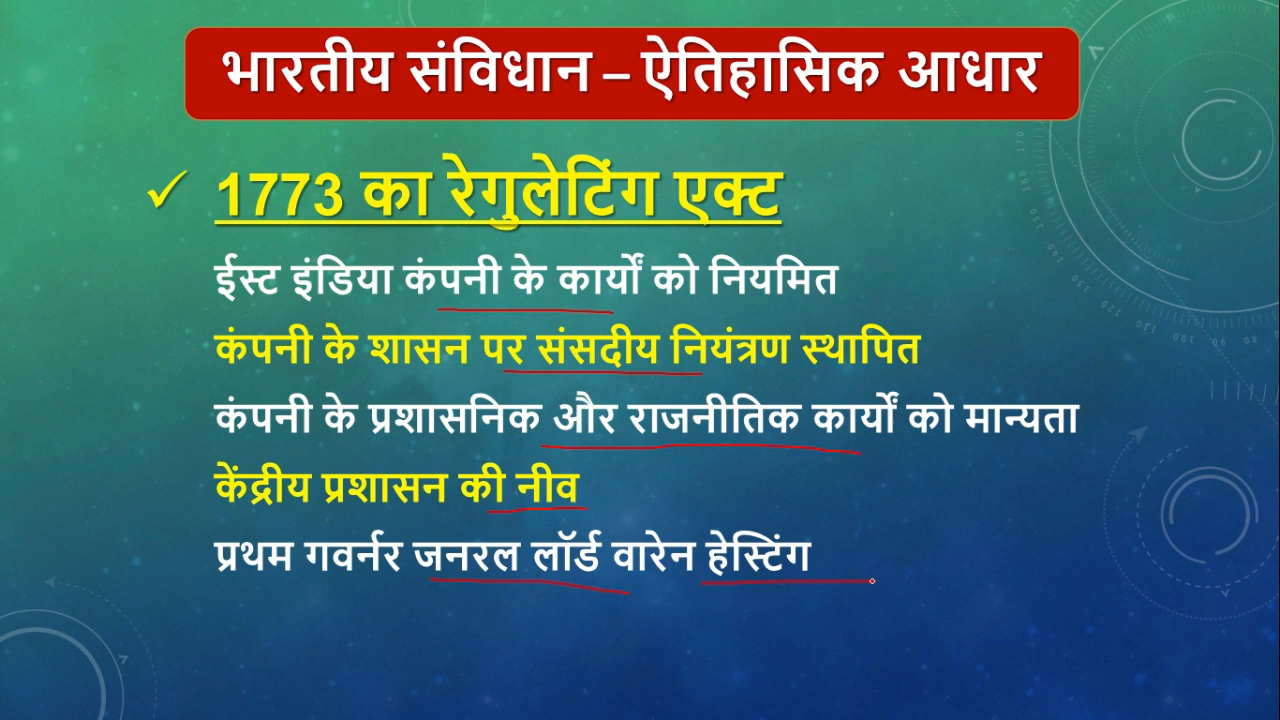 भारतीय संविधान – ऐतिहासिक आधार
✓ 1773 का रेगुलेटिंग एक्ट
ईस्ट इंडिया कंपनी के कार्यों को नियमित
कंपनी के शासन पर संसदीय नियंत्रण स्थापित
कंपनी के प्रशासनिक और राजनीतिक कार्यों को मान्यता
केंद्रीय प्रशासन की नीव
प्रथम गवर्नर जनरल लॉर्ड वारेन हेस्टिंग